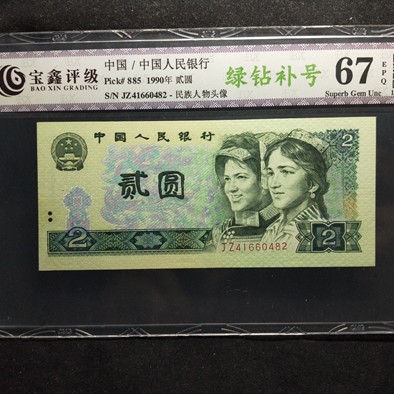 宝鑫评级
BAO XIN GRADING
中国 / 中国人民银行
Pick# 885 1990年 贰圆
S/N JZ41660482 - 民族人物头像
绿钻补号
67
EPQ
Superb Gem Unc
中国人民银行
2
贰圆
JZ41660482
2
2